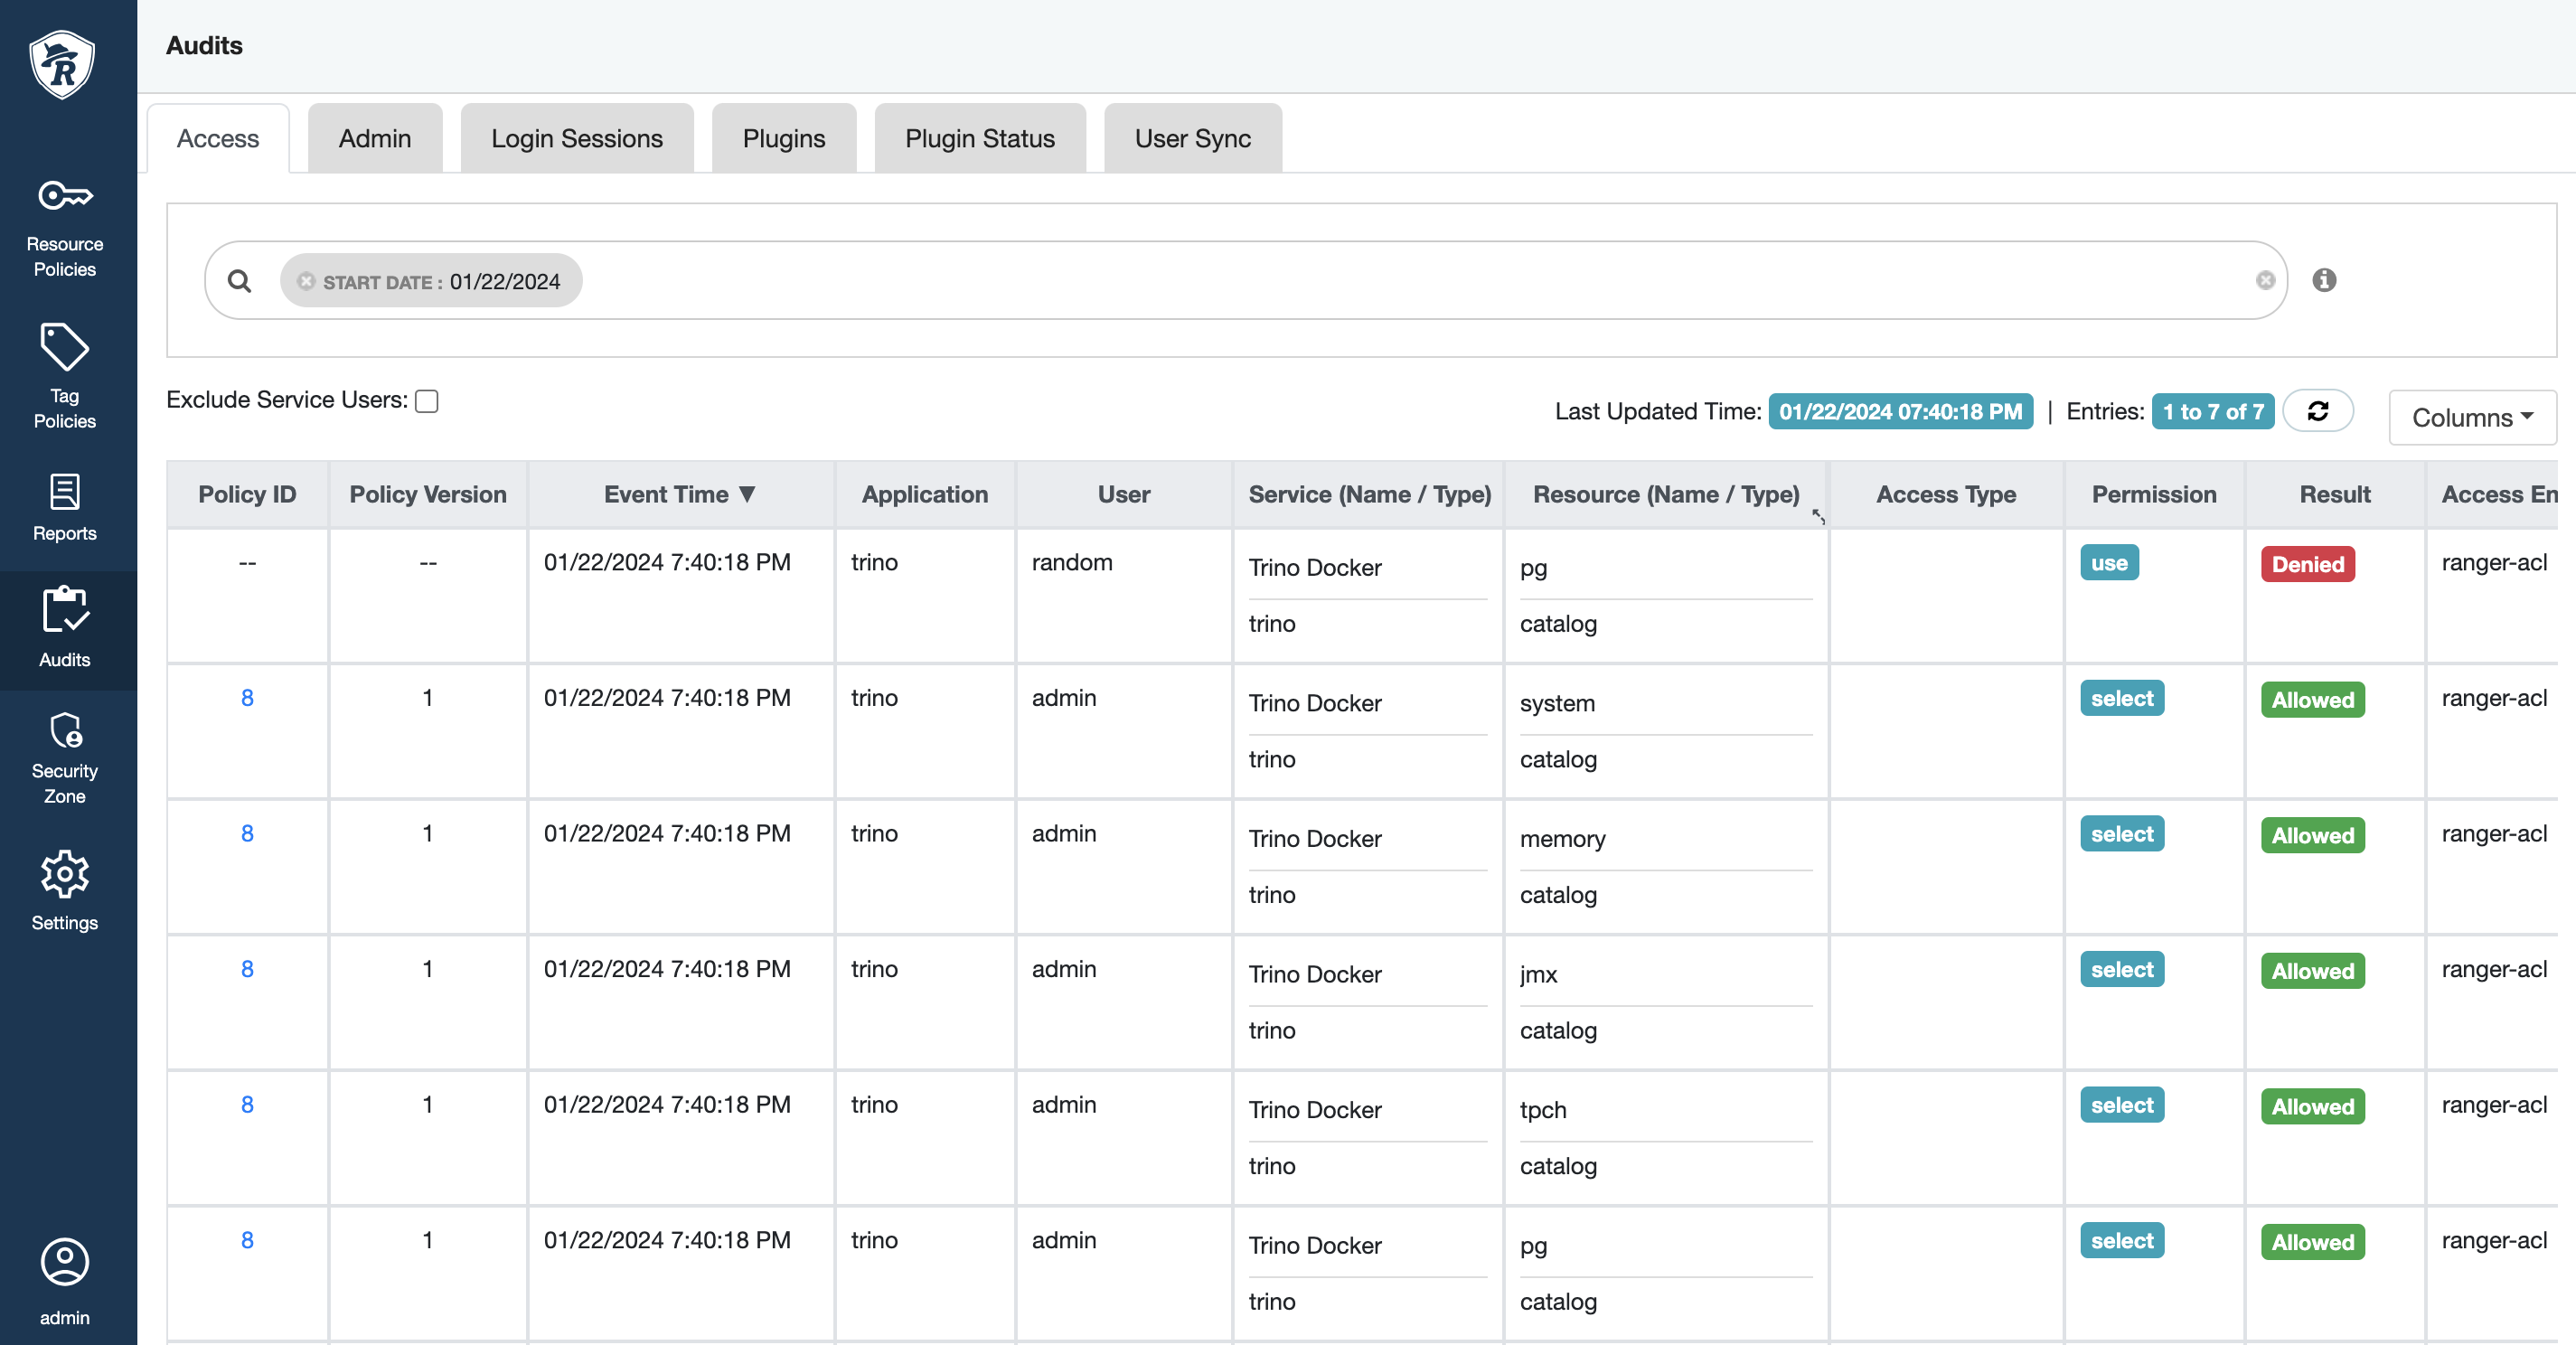 R
Resource
Policies
Tag
Policies
Reports
Audits
Security
Zone
Settings
admin
Audits
Access Admin Login Sessions Plugins Plugin Status User Sync
START DATE : 01/22/2024
Exclude Service Users:
Last Updated Time: 01/22/2024 07:40:18 PM | Entries: 1 to 7 of 7
Columns
Policy ID Policy Version Event Time ▼ Application User Service (Name / Type) Resource (Name / Type) Access Type Permission Result Access En
-- -- 01/22/2024 7:40:18 PM trino random Trino Docker pg use Denied ranger-acl
trino catalog
8 1 01/22/2024 7:40:18 PM trino admin Trino Docker system select Allowed ranger-acl
trino catalog
8 1 01/22/2024 7:40:18 PM trino admin Trino Docker memory select Allowed ranger-acl
trino catalog
8 1 01/22/2024 7:40:18 PM trino admin Trino Docker jmx select Allowed ranger-acl
trino catalog
8 1 01/22/2024 7:40:18 PM trino admin Trino Docker tpch select Allowed ranger-acl
trino catalog
8 1 01/22/2024 7:40:18 PM trino admin Trino Docker pg select Allowed ranger-acl
trino catalog